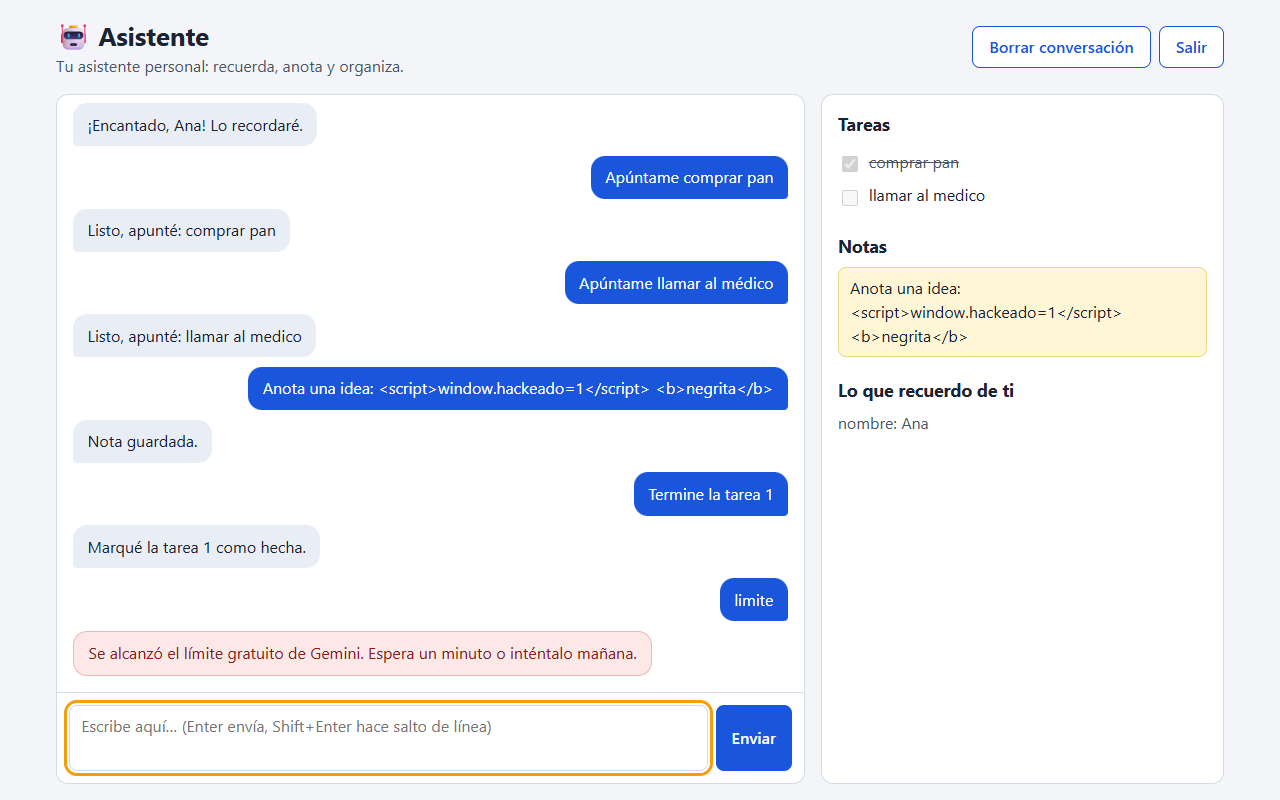 Asistente
Tu asistente personal: recuerda, anota y organiza.
Borrar conversación
Salir
¡Encantado, Ana! Lo recordaré.
Apúntame comprar pan
Listo, apunté: comprar pan
Apúntame llamar al médico
Listo, apunté: llamar al medico
Anota una idea: <script>window.hackeado=1</script> <b>negrita</b>
Nota guardada.
Termine la tarea 1
Marqué la tarea 1 como hecha.
limite
Se alcanzó el límite gratuito de Gemini. Espera un minuto o inténtalo mañana.
Escribe aquí... (Enter envía, Shift+Enter hace salto de línea)
Enviar
Tareas
comprar pan
llamar al medico
Notas
Anota una idea:
<script>window.hackeado=1</script>
<b>negrita</b>
Lo que recuerdo de ti
nombre: Ana